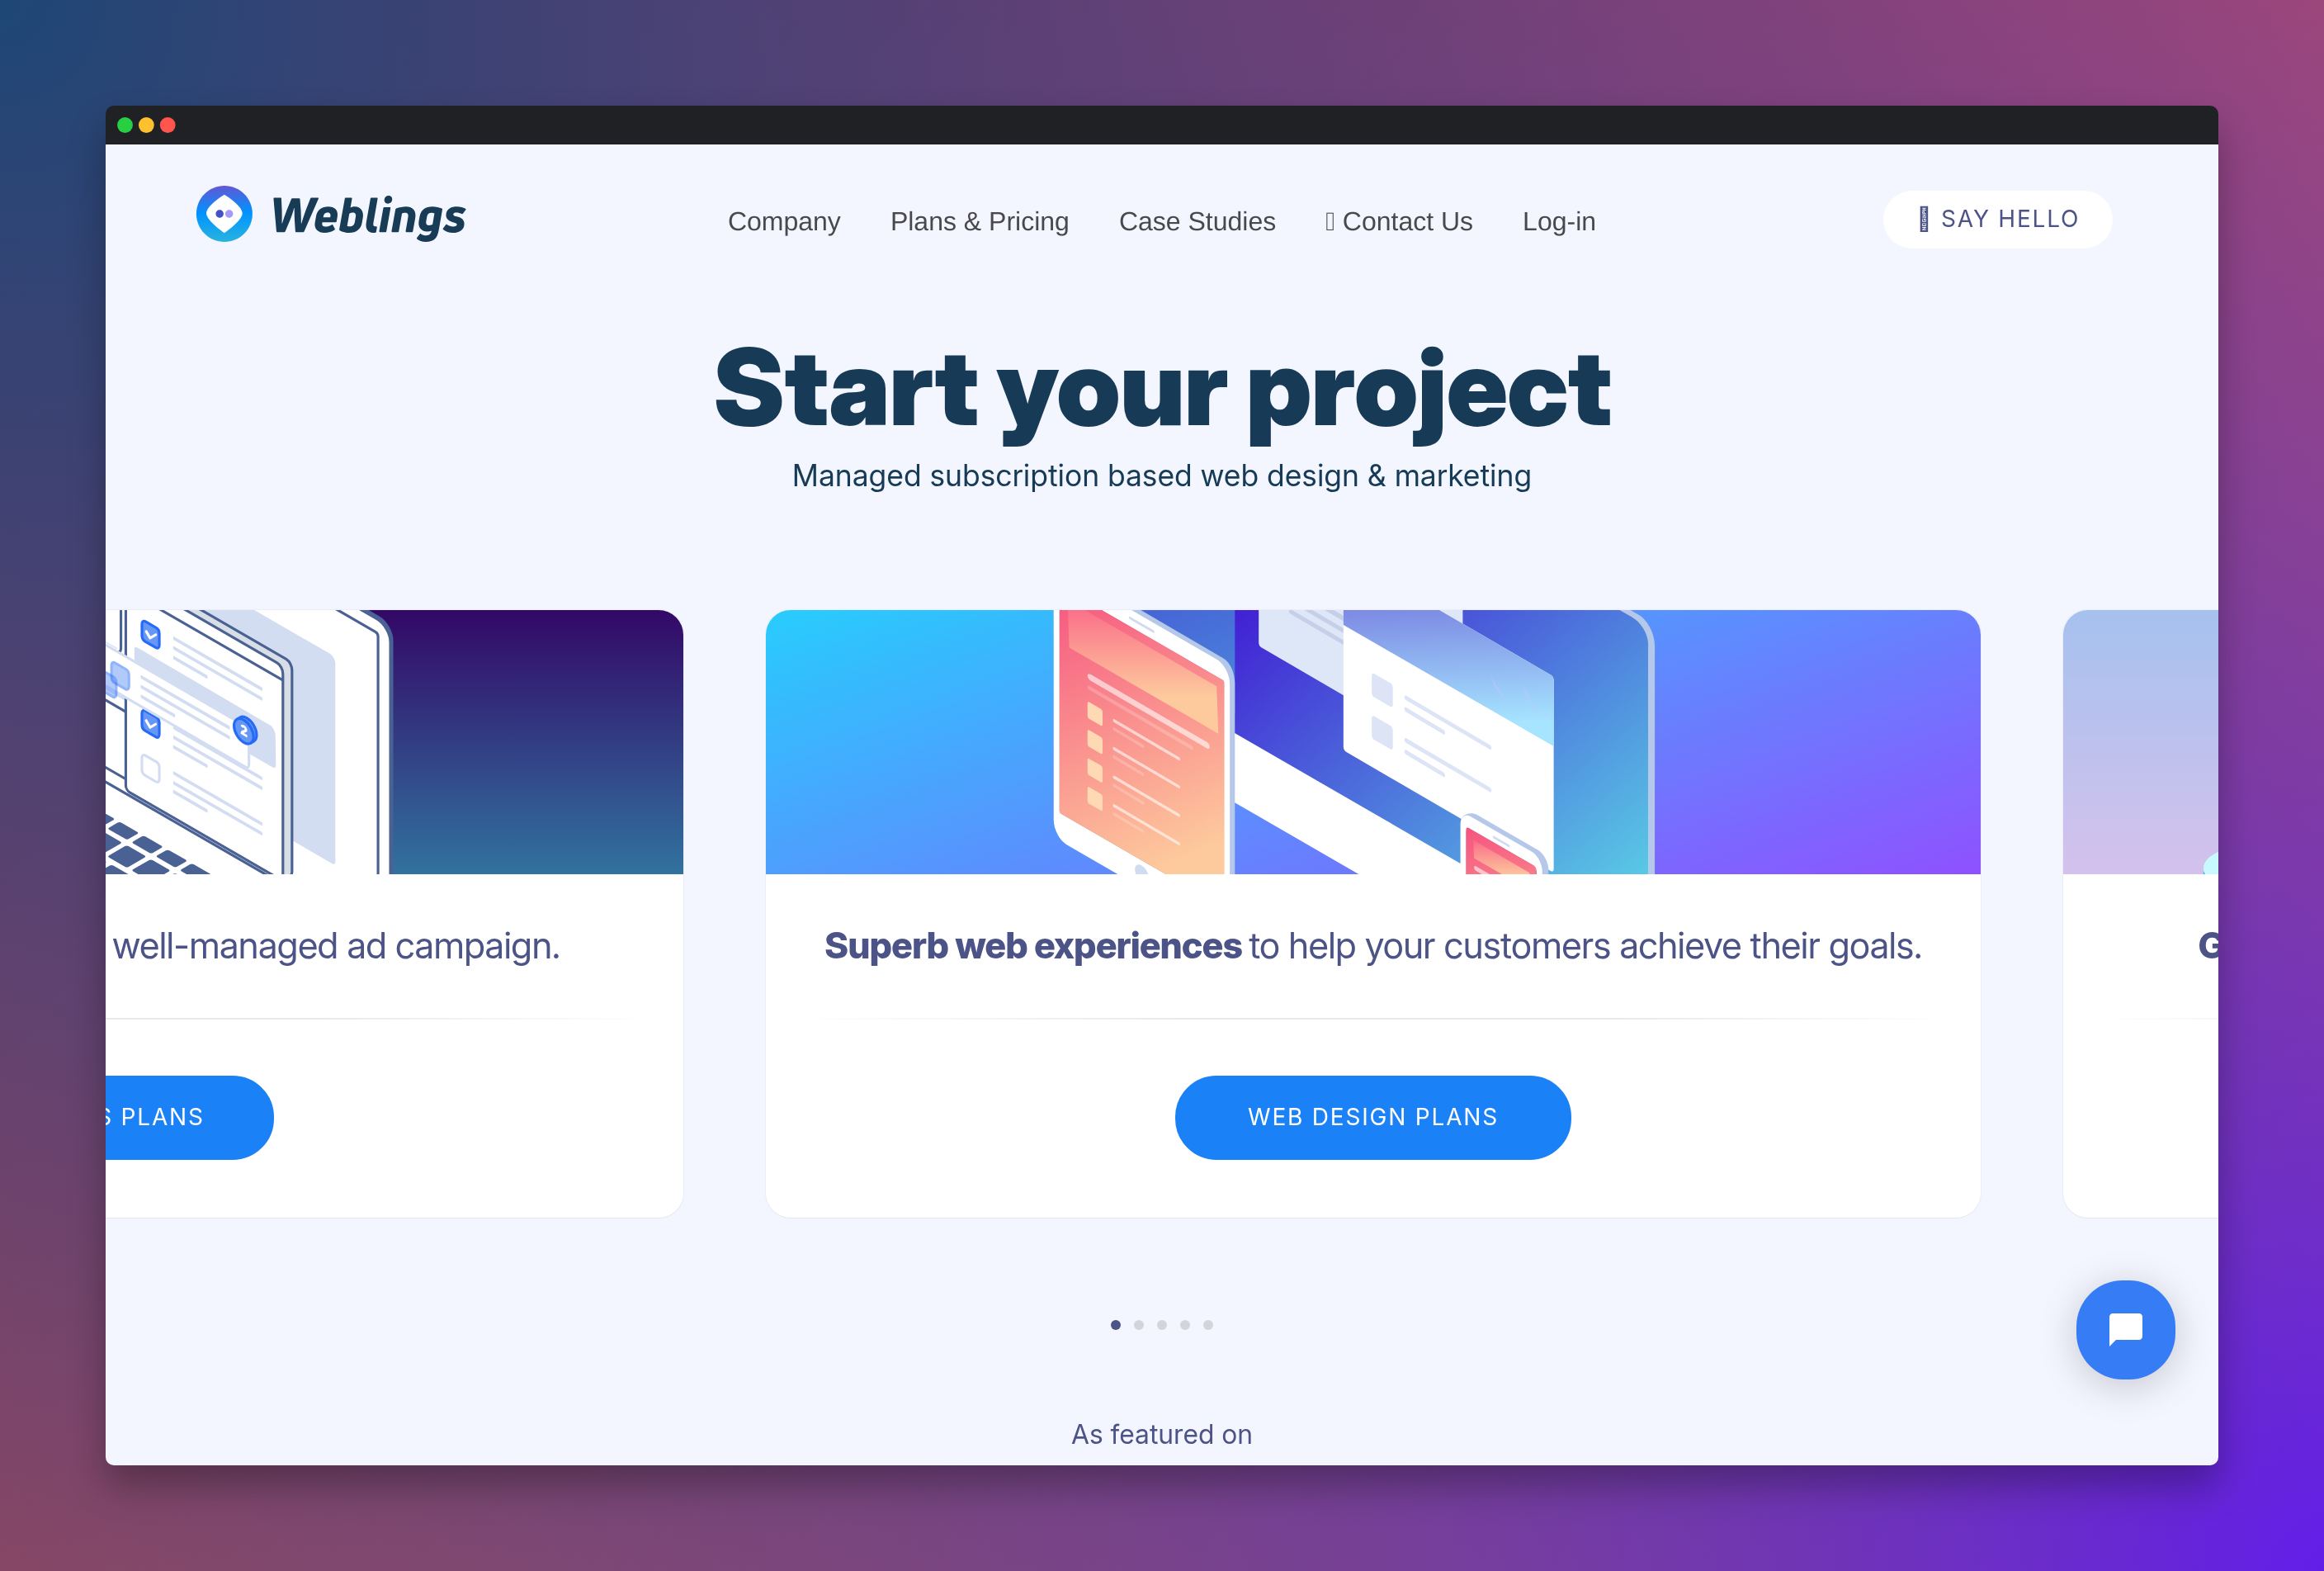 Weblings
Company
Plans & Pricing
Case Studies
Contact Us
Log-in
SAY HELLO
Start your project
Managed subscription based web design & marketing
2
well-managed ad campaign.
Superb web experiences to help your customers achieve their goals.
PLANS
WEB DESIGN PLANS
As featured on